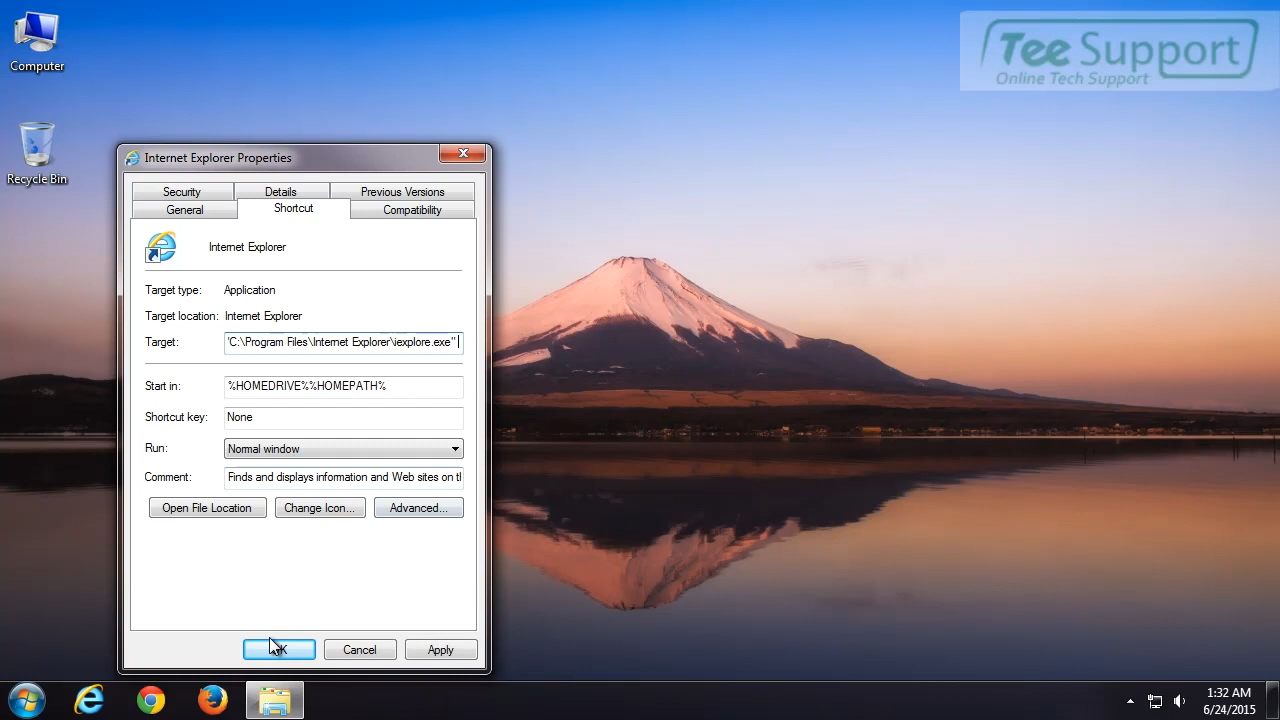 Computer
Recycle Bin
Tee Support
Online Tech Support
Internet Explorer Properties
Security Details Previous Versions
General Shortcut Compatibility
Internet Explorer
Target type: Application
Target location: Internet Explorer
Target: "C:\Program Files\Internet Explorer\iexplore.exe"
Start in: %HOMEDRIVE%%HOMEPATH%
Shortcut key: None
Run: Normal window
Comment: Finds and displays information and Web sites on
Open File Location Change Icon... Advanced...
OK Cancel Apply
1:32 AM
6/24/2015